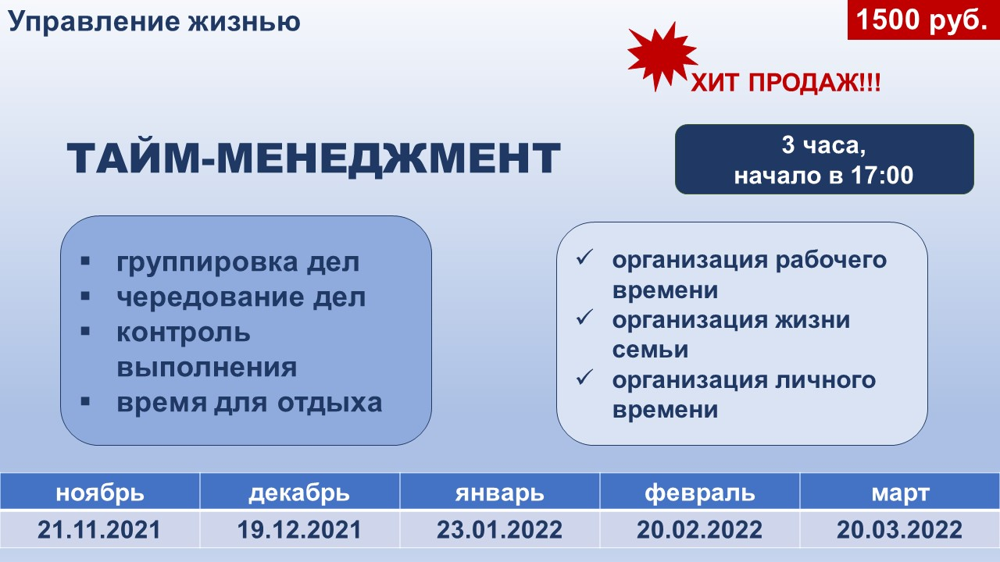 Управление жизнью
1500 руб.
ХИТ ПРОДАЖ!!!
ТАЙМ-МЕНЕДЖМЕНТ
3 часа,
начало в 17:00
группировка дел
чередование дел
контроль
выполнения
время для отдыха
организация рабочего
времени
организация жизни
семьи
организация личного
времени
ноябрь декабрь январь февраль март
21.11.2021 19.12.2021 23.01.2022 20.02.2022 20.03.2022